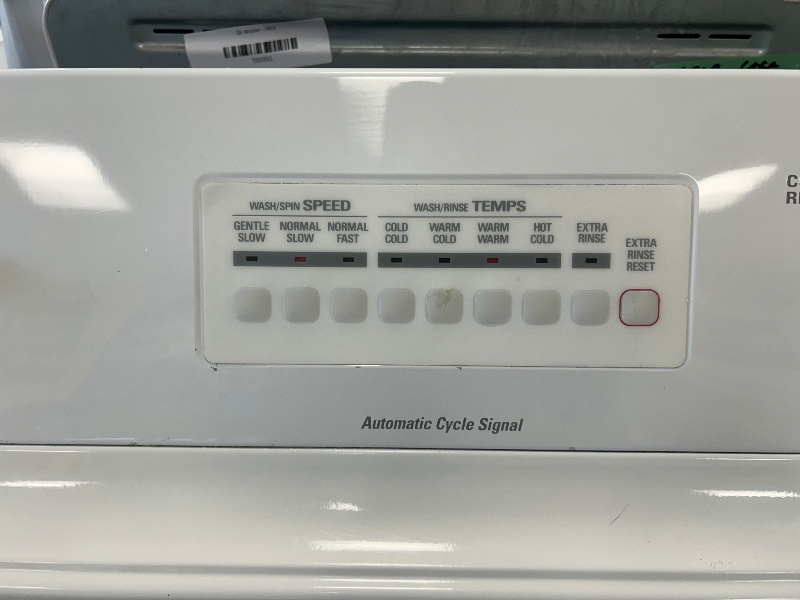 WASH/SPIN SPEED
GENTLE SLOW
NORMAL SLOW
NORMAL FAST
WASH/RINSE TEMPS
COLD COLD
WARM COLD
WARM WARM
HOT COLD
EXTRA RINSE
EXTRA RINSE RESET
Automatic Cycle Signal